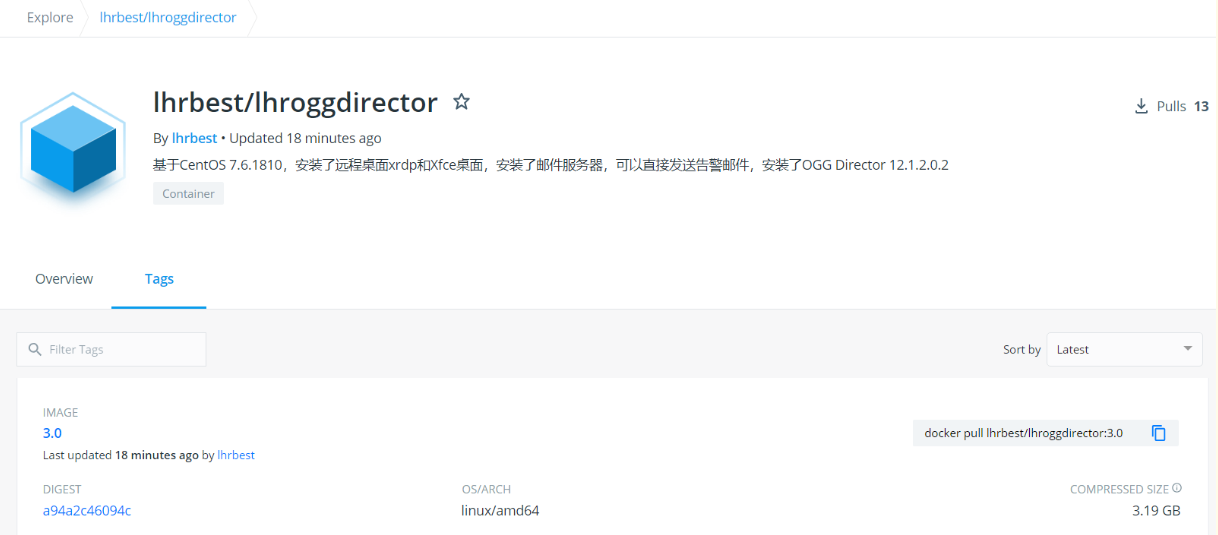 Explore lhrbest/lhroggdirector
lhrbest/lhroggdirector
Pulls 13
By lhrbest • Updated 18 minutes ago
基于CentOS 7.6.1810，安装了远程桌面xrdp和Xfce桌面，安装了邮件服务器，可以直接发送告警邮件，安装了OGG Director 12.1.2.0.2
Container
Overview Tags
Filter Tags
Sort by Latest
IMAGE
3.0
docker pull lhrbest/lhroggdirector:3.0
Last updated 18 minutes ago by lhrbest
DIGEST OS/ARCH COMPRESSED SIZE
a94a2c46094c linux/amd64 3.19 GB